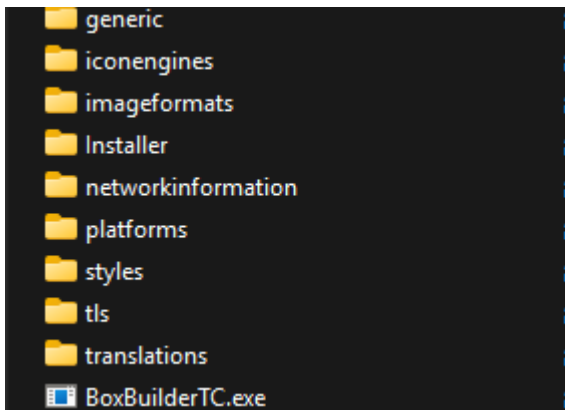 generic
iconengines
imageformats
Installer
networkinformation
platforms
styles
tls
translations
BoxBuilderTC.exe